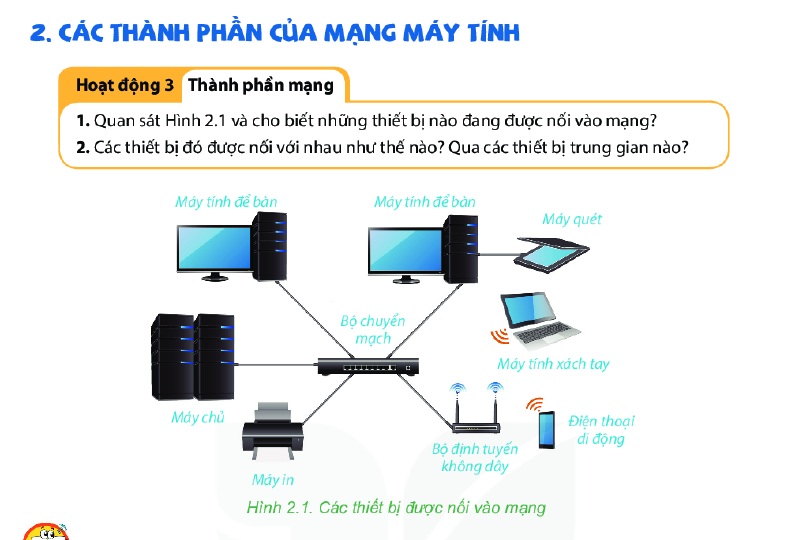 2. CÁC THÀNH PHẦN CỦA MẠNG MÁY TÍNH
Hoạt động 3 Thành phần mạng
1. Quan sát Hình 2.1 và cho biết những thiết bị nào đang được nối vào mạng?
2. Các thiết bị đó được nối với nhau như thế nào? Qua các thiết bị trung gian nào?
Máy tính để bàn
Máy tính để bàn
Máy quét
Bộ chuyển
mạch
Máy tính xách tay
Máy chủ
Điện thoại
di động
Bộ định tuyến
không dây
Máy in
Hình 2.1. Các thiết bị được nối vào mạng